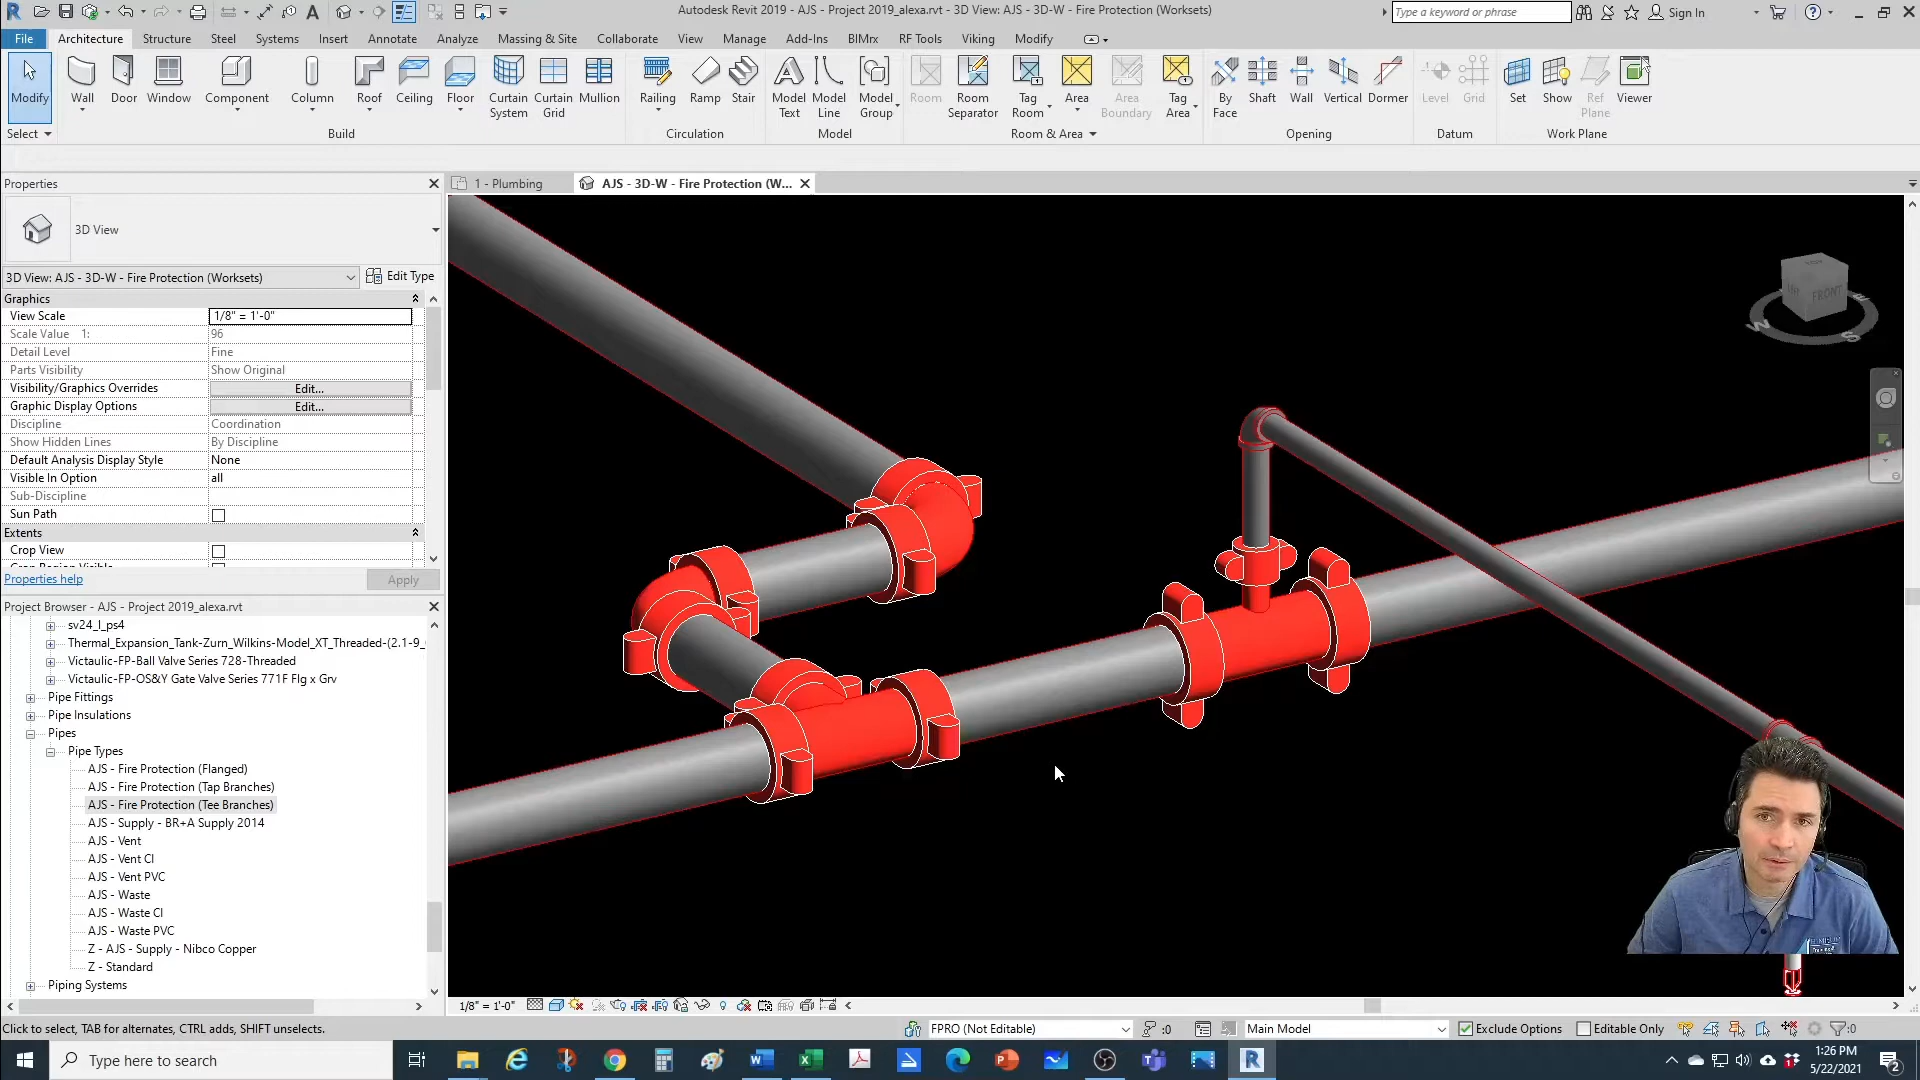 Autodesk Revit 2019 - AJS - Project 2019_alexa.rvt - 3D View: AJS - 3D-W - Fire Protection (Worksets)
Type a keyword or phrase
Sign In
File Architecture Structure Steel Systems Insert Annotate Analyze Massing & Site Collaborate View Manage Add-Ins BIMrx RF Tools Viking Modify
Modify
Wall
Door
Window
Component
Column
Roof
Ceiling
Floor
Curtain
System
Curtain
Grid
Mullion
Railing
Ramp
Stair
Model
Text
Model
Line
Model
Group
Room
Room
Separator
Tag
Room
Area
Area
Boundary
Tag
Area
By
Face
Shaft
Wall
Vertical
Dormer
Level
Grid
Set
Show
Ref
Plane
Viewer
Select
Build
Circulation
Model
Room & Area
Opening
Datum
Work Plane
Properties
3D View
3D View: AJS - 3D-W - Fire Protection (Worksets)
Edit Type
Graphics
View Scale 1/8" = 1'-0"
Scale Value 1: 96
Detail Level Fine
Parts Visibility Show Original
Visibility/Graphics Overrides Edit...
Graphic Display Options Edit...
Discipline Coordination
Show Hidden Lines By Discipline
Default Analysis Display Style None
Visible In Option all
Sub-Discipline
Sun Path
Extents
Crop View
Properties help
Apply
Project Browser - AJS - Project 2019_alexa.rvt
sv24_l_ps4
Thermal_Expansion_Tank-Zurn_Wilkins-Model_XT_Threaded-(2.1-9_
Victaulic-FP-Ball Valve Series 728-Threaded
Victaulic-FP-OS&Y Gate Valve Series 771F Flg x Grv
Pipe Fittings
Pipe Insulations
Pipes
Pipe Types
AJS - Fire Protection (Flanged)
AJS - Fire Protection (Tap Branches)
AJS - Fire Protection (Tee Branches)
AJS - Supply - BR+A Supply 2014
AJS - Vent
AJS - Vent CI
AJS - Vent PVC
AJS - Waste
AJS - Waste CI
AJS - Waste PVC
Z - AJS - Supply - Nibco Copper
Z - Standard
Piping Systems
1 - Plumbing
AJS - 3D-W - Fire Protection (W...
FRONT
W
S
1/8" = 1'-0"
Click to select, TAB for alternates, CTRL adds, SHIFT unselects.
FPRO (Not Editable)
:0
Main Model
Exclude Options
Editable Only
:0
Type here to search
1:26 PM
5/22/2021
2